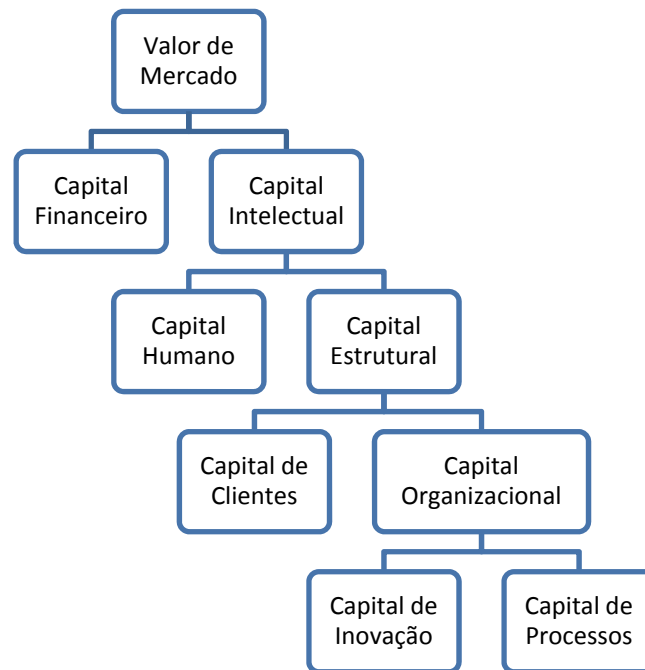 Valor de
Mercado
Capital
Financeiro
Capital
Intelectual
Capital
Humano
Capital
Estrutural
Capital de
Clientes
Capital
Organizacional
Capital de
Inovação
Capital de
Processos